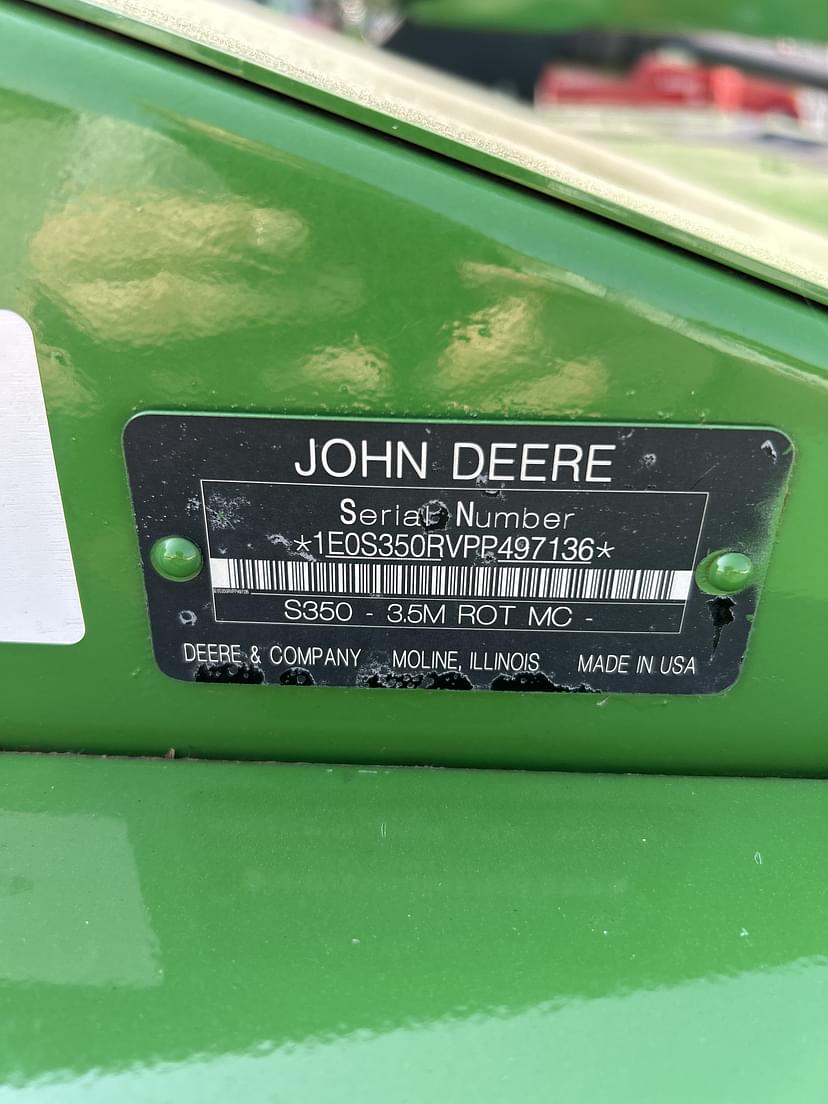 JOHN DEERE
Serial Number
*1E0S350RVPP497136*
S350 - 3.5M ROT MC -
DEERE & COMPANY MOLINE, ILLINOIS MADE IN USA